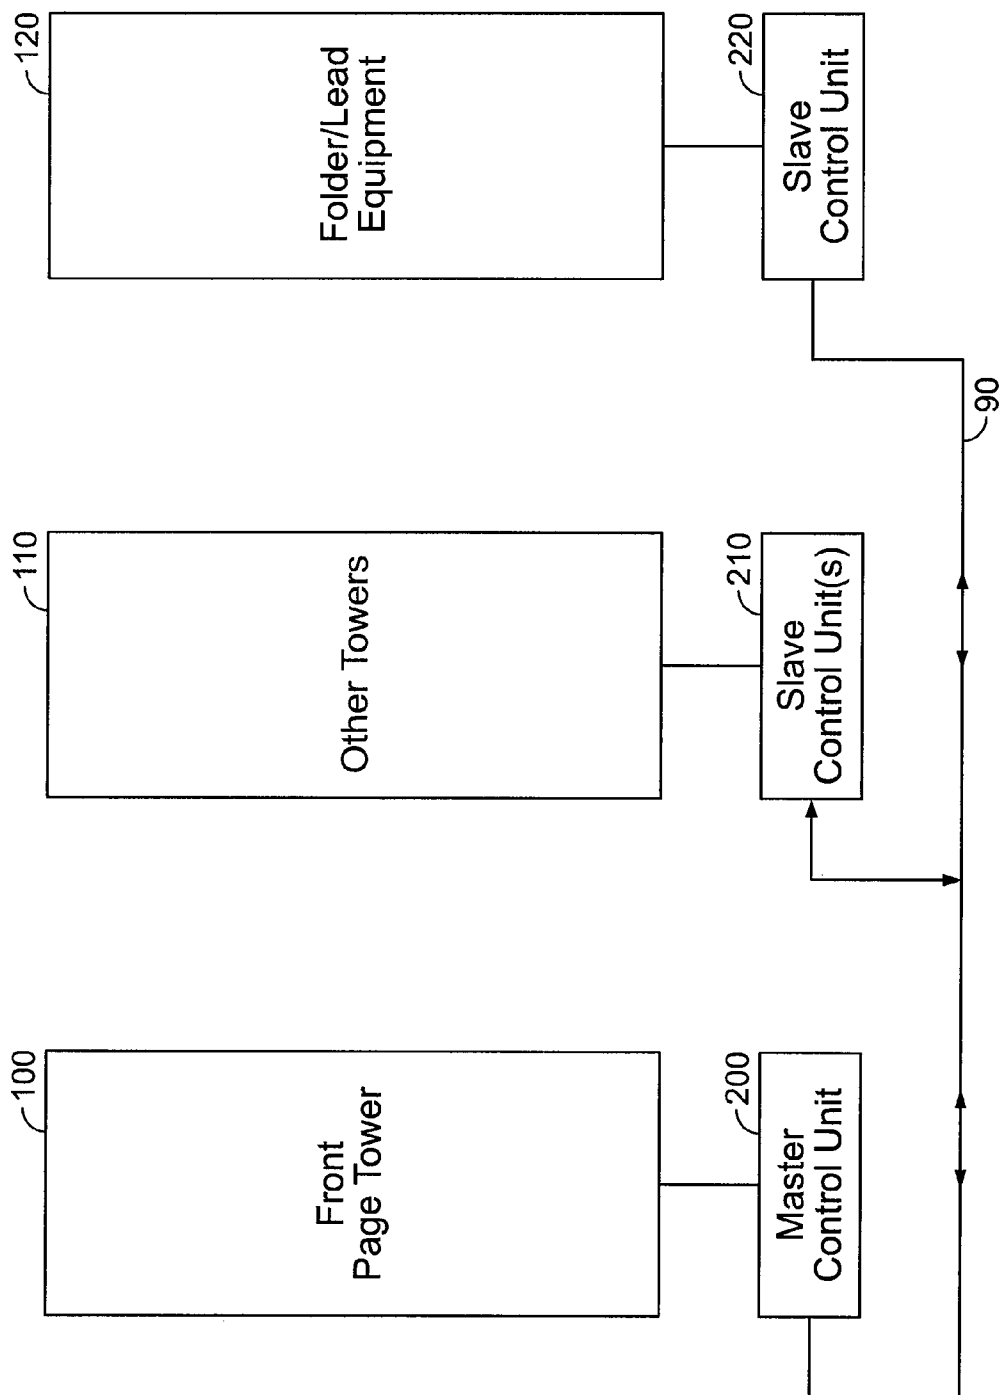 100
Front
Page Tower
200
Master
Control Unit
110
Other Towers
210
Slave
Control Unit(s)
120
Folder/Lead
Equipment
220
Slave
Control Unit
90